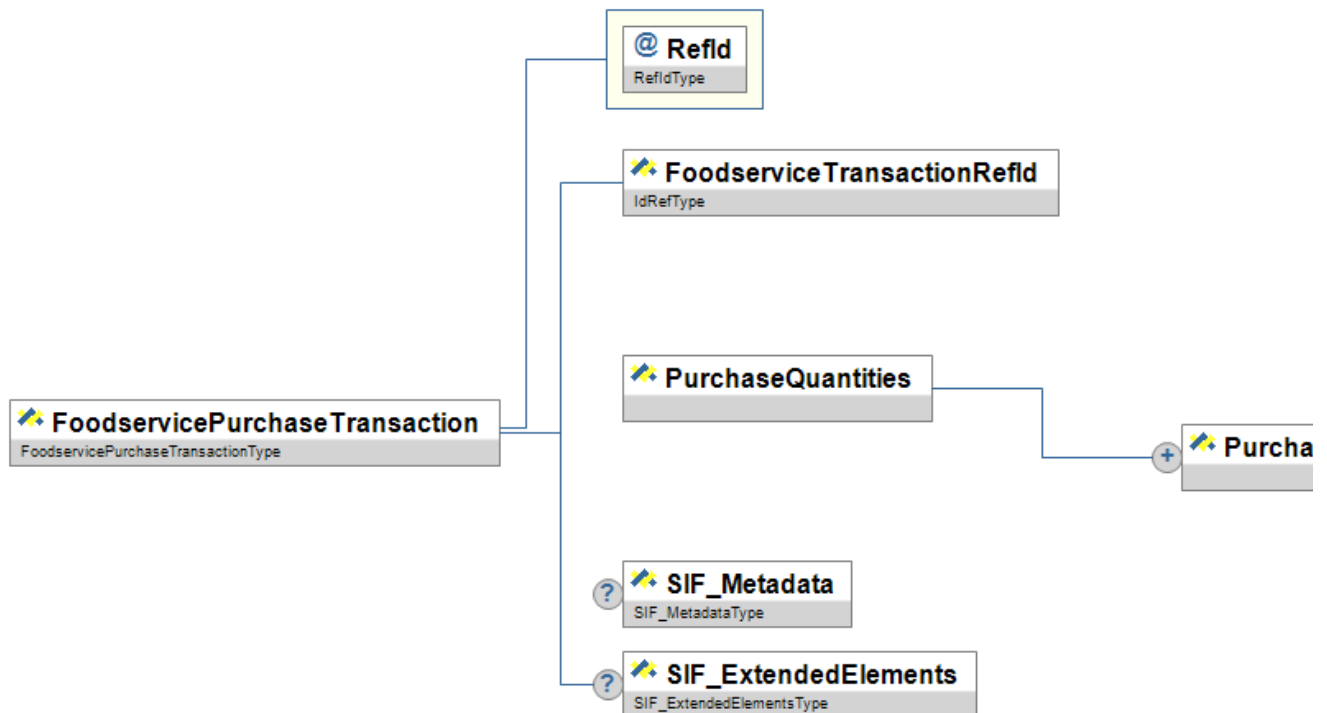 @ RefId
RefIdType
FoodserviceTransactionRefId
IdRefType
PurchaseQuantities
FoodservicePurchaseTransaction
FoodservicePurchaseTransactionType
+ Purcha
? SIF_Metadata
SIF_MetadataType
? SIF_ExtendedElements
SIF_ExtendedElementsType